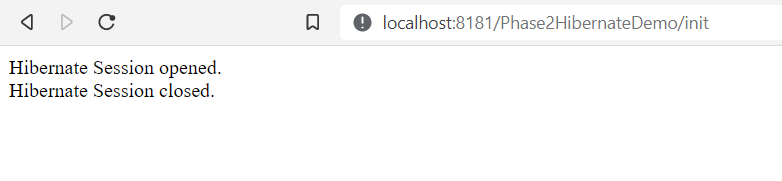 localhost:8181/Phase2HibernateDemo/init
Hibernate Session opened.
Hibernate Session closed.